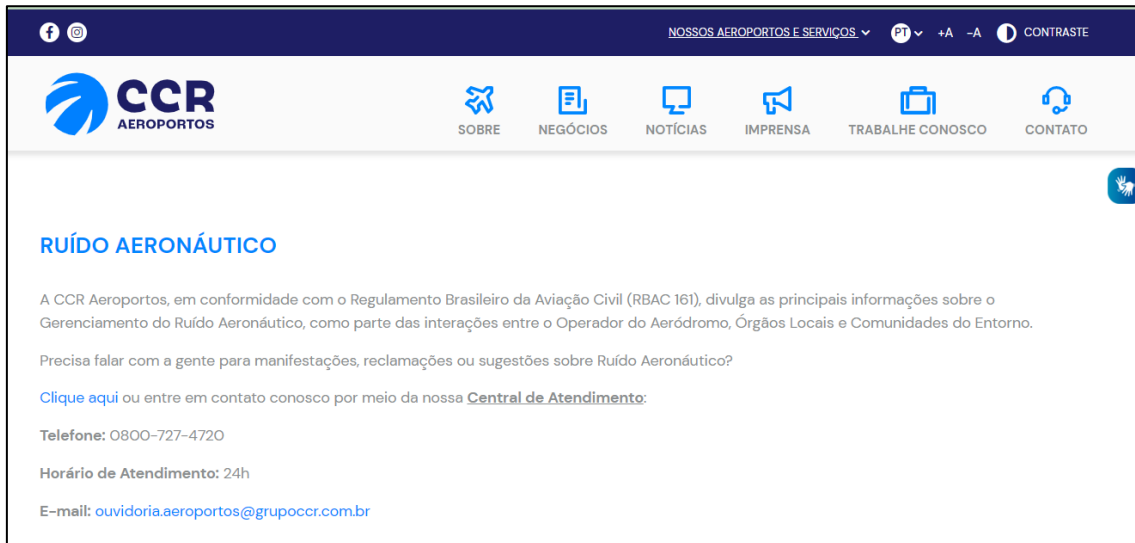 NOSSOS AEROPORTOS E SERVIÇOS PT +A -A CONTRASTE
CCR
AEROPORTOS
SOBRE NEGÓCIOS NOTÍCIAS IMPRENSA TRABALHE CONOSCO CONTATO
RUÍDO AERONÁUTICO
A CCR Aeroportos, em conformidade com o Regulamento Brasileiro da Aviação Civil (RBAC 161), divulga as principais informações sobre o
Gerenciamento do Ruído Aeronáutico, como parte das interações entre o Operador do Aeródromo, Órgãos Locais e Comunidades do Entorno.
Precisa falar com a gente para manifestações, reclamações ou sugestões sobre Ruído Aeronáutico?
Clique aqui ou entre em contato conosco por meio da nossa Central de Atendimento:
Telefone: 0800-727-4720
Horário de Atendimento: 24h
E-mail: ouvidoria.aeroportos@grupoccr.com.br